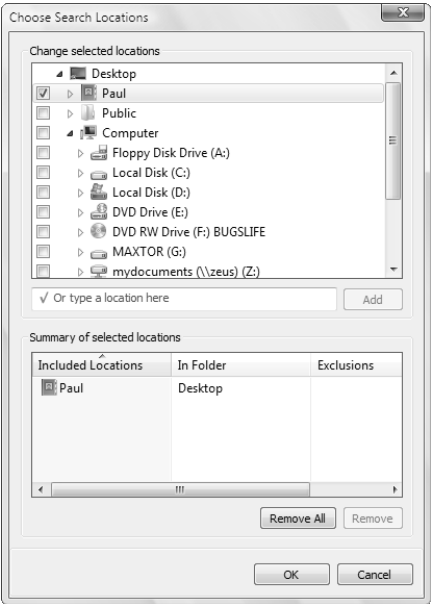 Choose Search Locations
Change selected locations
Desktop
Paul
Public
Computer
Floppy Disk Drive (A:)
Local Disk (C:)
Local Disk (D:)
DVD Drive (E:)
DVD RW Drive (F:) BUGSLIFE
MAXTOR (G:)
mydocuments (\\zeus) (Z:)
√ Or type a location here Add
Summary of selected locations
Included Locations In Folder Exclusions
Paul Desktop
Remove All Remove
OK Cancel